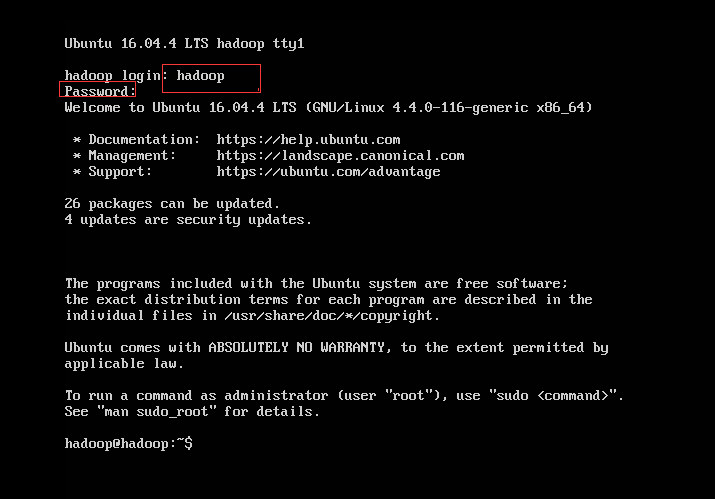 Ubuntu 16.04.4 LTS hadoop tty1
hadoop login: hadoop
Password:
Welcome to Ubuntu 16.04.4 LTS (GNU/Linux 4.4.0-116-generic x86_64)
* Documentation:  https://help.ubuntu.com
* Management:     https://landscape.canonical.com
* Support:        https://ubuntu.com/advantage
26 packages can be updated.
4 updates are security updates.
The programs included with the Ubuntu system are free software;
the exact distribution terms for each program are described in the
individual files in /usr/share/doc/*/copyright.
Ubuntu comes with ABSOLUTELY NO WARRANTY, to the extent permitted by
applicable law.
To run a command as administrator (user "root"), use "sudo <command>".
See "man sudo_root" for details.
hadoop@hadoop:~$